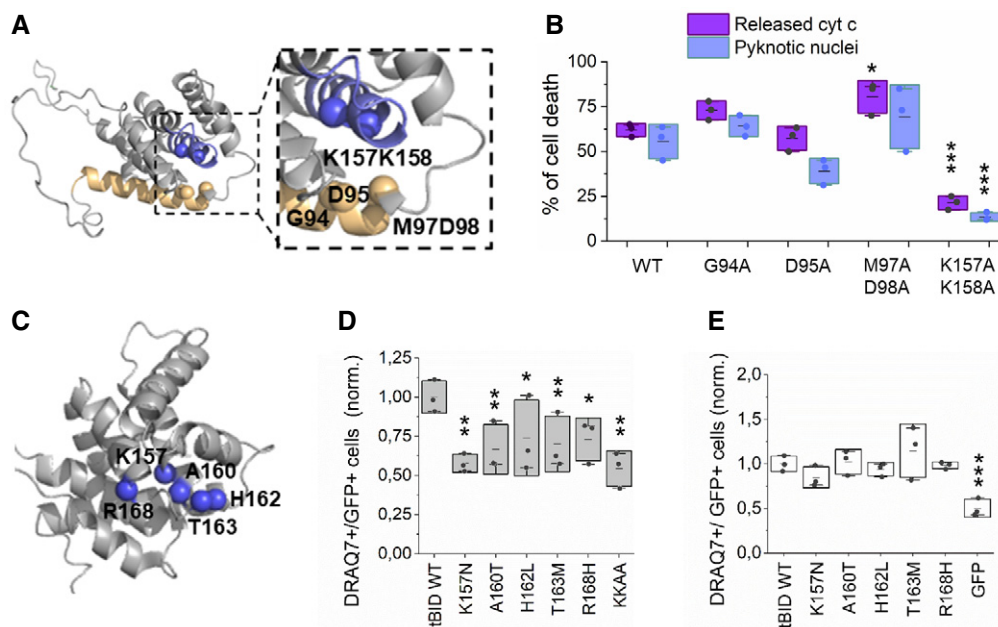 A
K157K158
D95
G94
M97D98
B
Released cyt c
Pyknotic nuclei
% of cell death
100
75
50
25
0
*
***
***
WT
G94A
D95A
M97A
D98A
K157A
K158A
C
K157
A160
H162
R168
T163
D
DRAQ7+/GFP+ cells (norm.)
1,25
1,00
0,75
0,50
0,25
0,00
**
**
*
**
*
**
tBID WT
K157N
A160T
H162L
T163M
R168H
KKAA
E
DRAQ7+/ GFP+ cells (norm.)
2,0
1,5
1,0
0,5
0,0
***
tBID WT
K157N
A160T
H162L
T163M
R168H
GFP